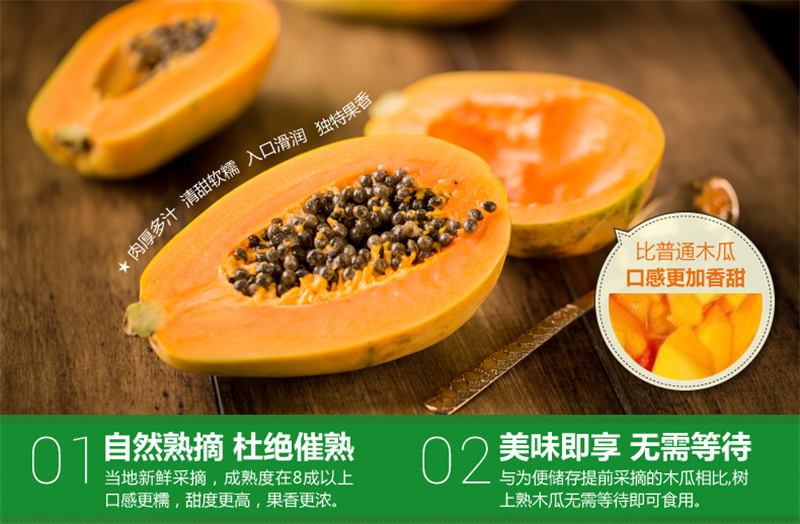 ★ 肉厚多汁 清甜软糯 入口滑润 独特果香
比普通木瓜
口感更加香甜
01 自然熟摘 杜绝催熟
当地新鲜采摘，成熟度在8成以上
口感更糯，甜度更高，果香更浓。
02 美味即享 无需等待
与为便储存提前采摘的木瓜相比,树
上熟木瓜无需等待即可食用。